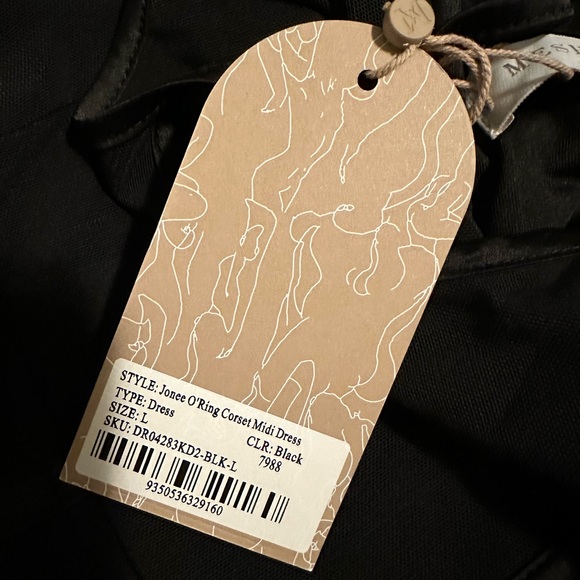 STYLE: Jonee O'Ring Corset Midi Dress
TYPE: Dress CLR: Black
SIZE: L 7988
SKU: DR04283KD2-BLK-L
9350536329160